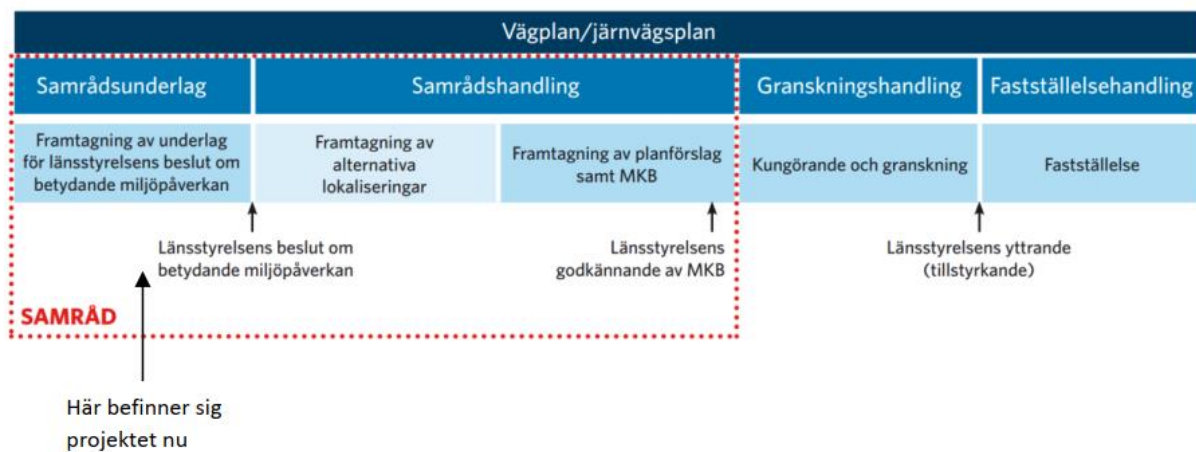 Vägplan/järnvägsplan
Samrådsunderlag
Samrådshandling
Granskningshandling
Fastställelsehandling
Framtagning av underlag
för länsstyrelsens beslut om
betydande miljöpåverkan
Framtagning av
alternativa
lokaliseringar
Framtagning av planförslag
samt MKB
Kungörande och granskning
Fastställelse
Länsstyrelsens beslut om
betydande miljöpåverkan
Länsstyrelsens
godkännande av MKB
Länsstyrelsens yttrande
(tillstyrkande)
SAMRÅD
Här befinner sig
projektet nu